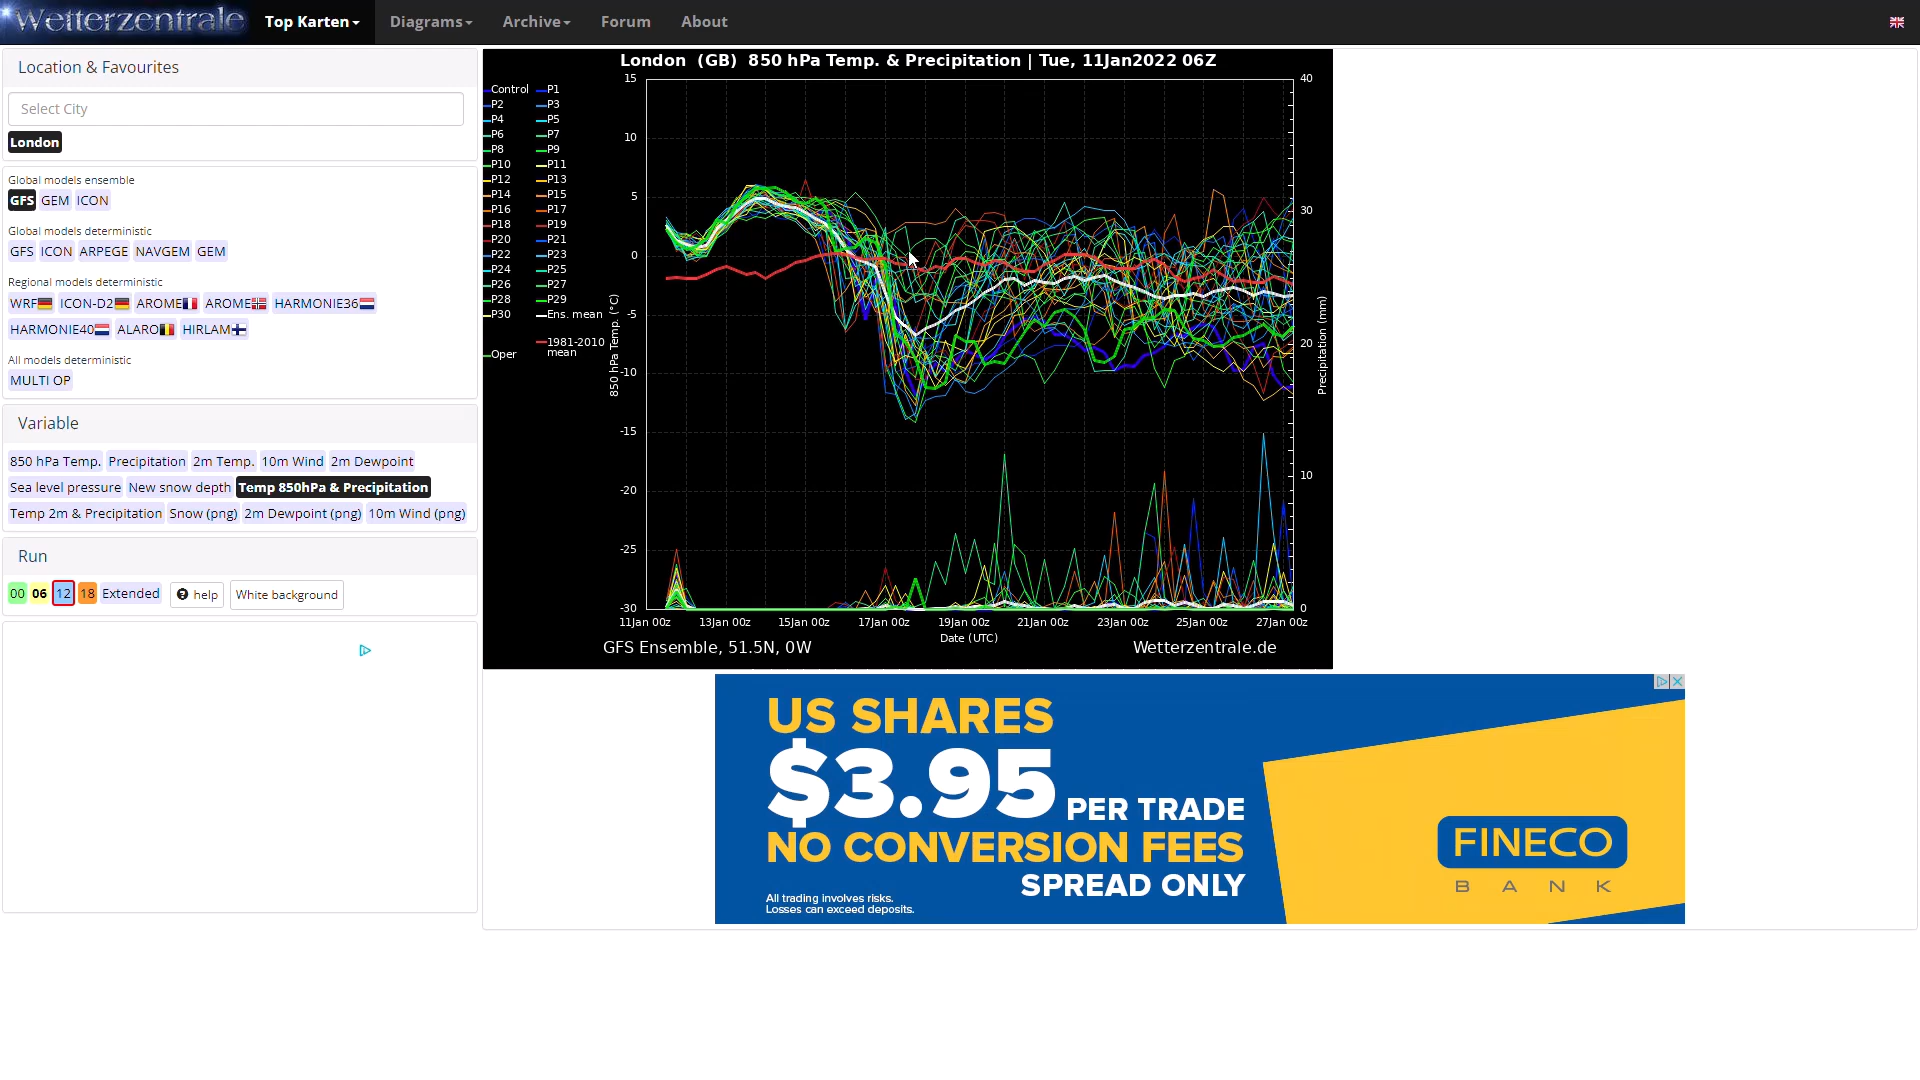 Wetterzentrale Top Karten Diagrams Archive Forum About
Location & Favourites
Select City
London
Global models ensemble
GFS GEM ICON
Global models deterministic
GFS ICON ARPEGE NAVGEM GEM
Regional models deterministic
WRF ICON-D2 AROME AROME HARMONIE36
HARMONIE40 ALARO HIRLAM
All models deterministic
MULTI OP
Variable
850 hPa Temp. Precipitation 2m Temp. 10m Wind 2m Dewpoint
Sea level pressure New snow depth Temp 850hPa & Precipitation
Temp 2m & Precipitation Snow (png) 2m Dewpoint (png) 10m Wind (png)
Run
00 06 12 18 Extended help White background
London (GB) 850 hPa Temp. & Precipitation | Tue, 11Jan2022 06Z
Control P1
P2 P3
P4 P5
P6 P7
P8 P9
P10 P11
P12 P13
P14 P15
P16 P17
P18 P19
P20 P21
P22 P23
P24 P25
P26 P27
P28 P29
P30 Ens. mean
1981-2010
mean
Oper
850 hPa Temp. (°C)
15
10
5
0
-5
-10
-15
-20
-25
-30
40
30
20
10
0
Precipitation (mm)
11Jan 00z 13Jan 00z 15Jan 00z 17Jan 00z 19Jan 00z 21Jan 00z 23Jan 00z 25Jan 00z 27Jan 00z
Date (UTC)
GFS Ensemble, 51.5N, 0W Wetterzentrale.de
US SHARES
$3.95 PER TRADE
NO CONVERSION FEES
SPREAD ONLY
All trading involves risks.
Losses can exceed deposits.
FINECO
BANK